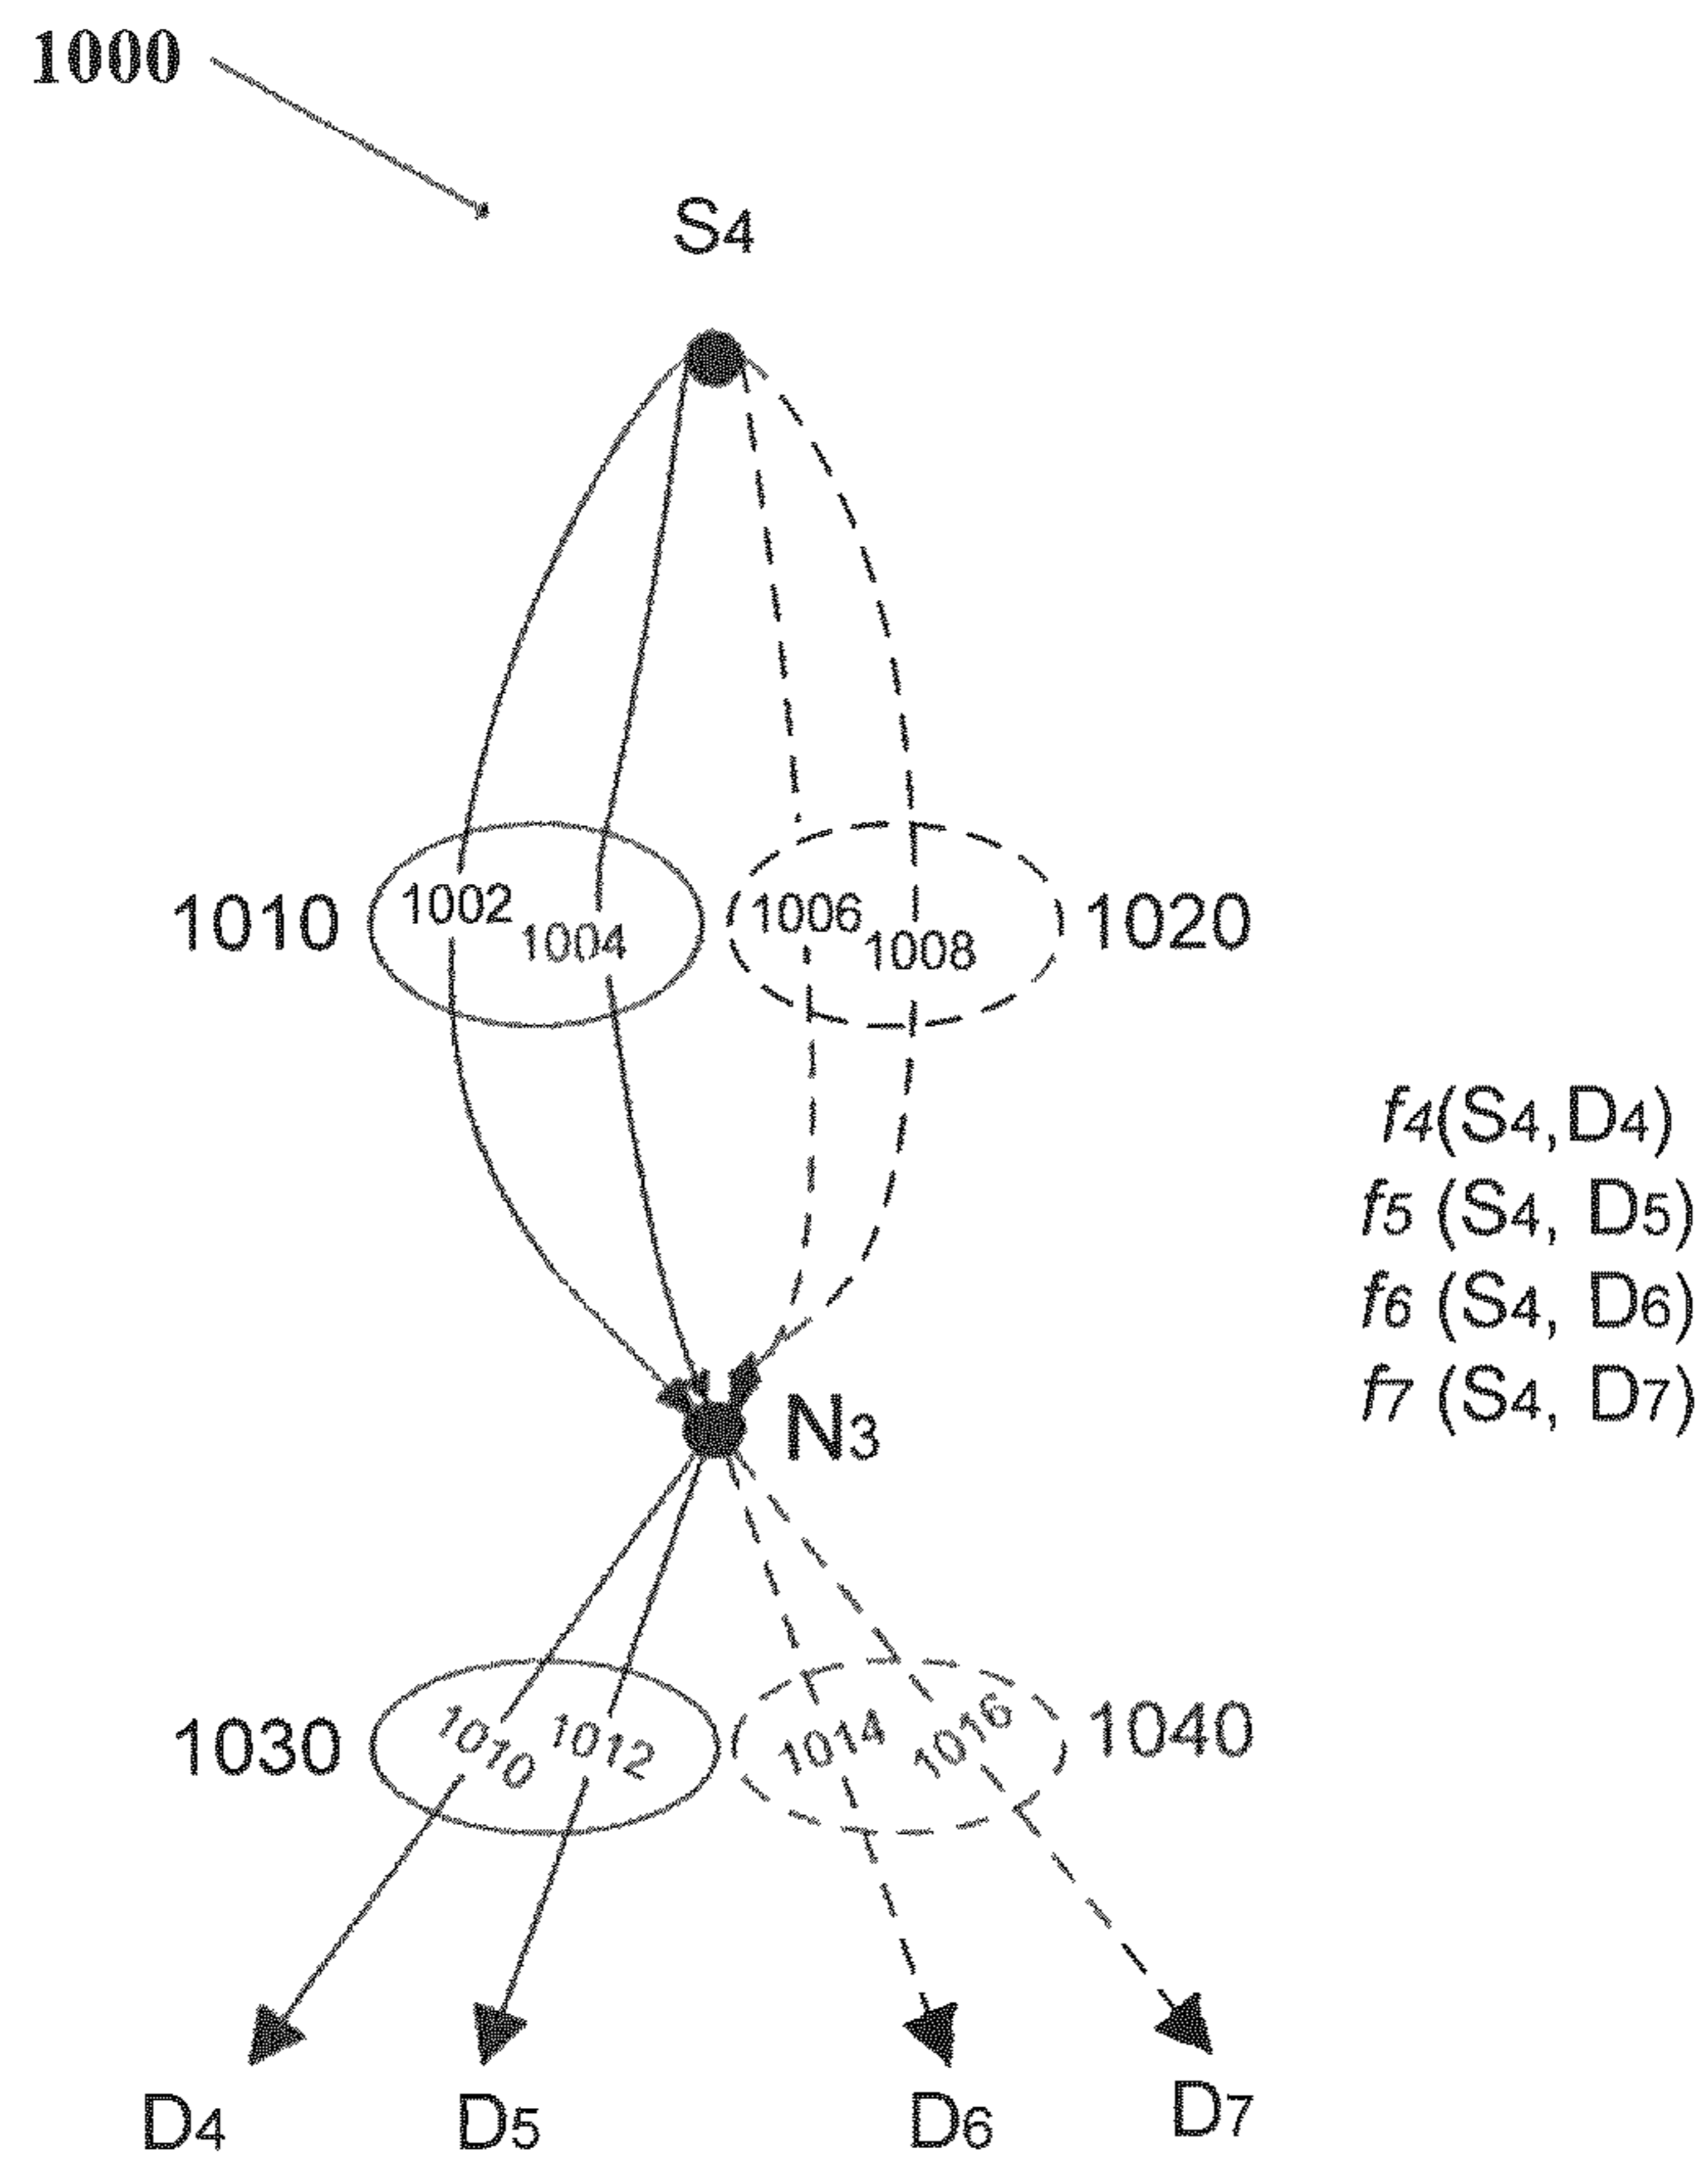 1000
S4
1010 1002 1004 1006 1008 1020
f4(S4,D4)
f5 (S4, D5)
f6 (S4, D6)
f7 (S4, D7)
N3
1030 1010 1012 1014 1016 1040
D4 D5 D6 D7